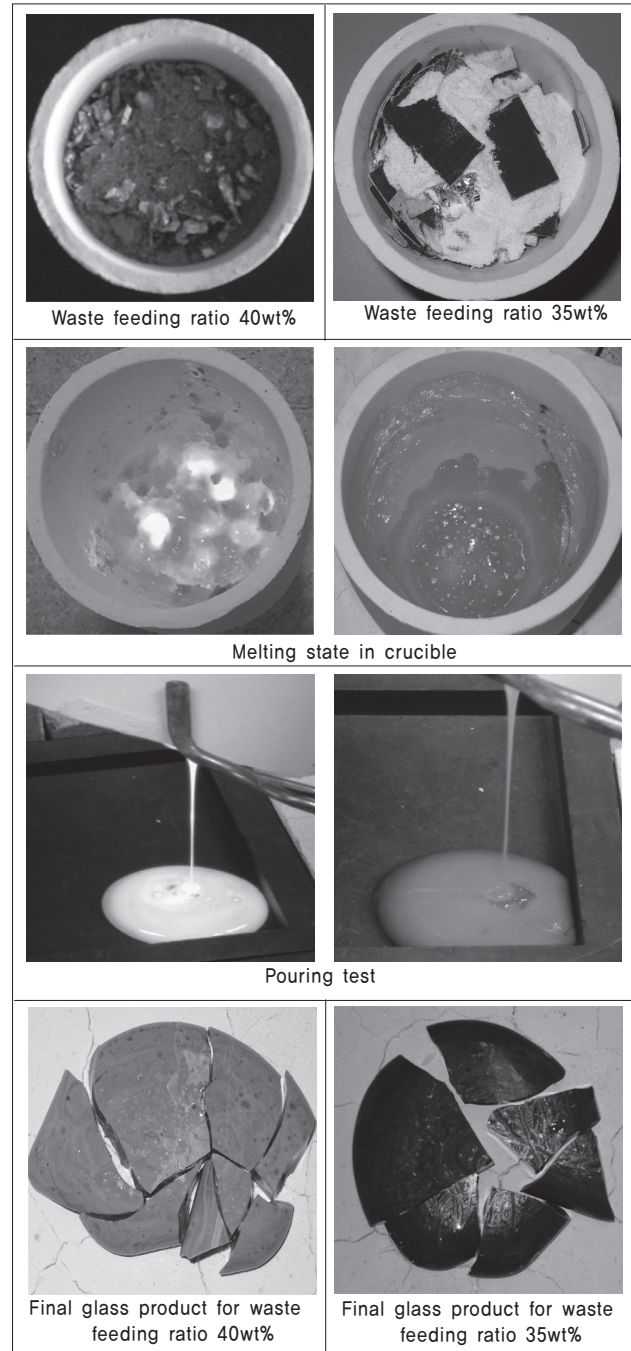 Waste feeding ratio 40wt%
Waste feeding ratio 35wt%
Melting state in crucible
Pouring test
Final glass product for waste
feeding ratio 40wt%
Final glass product for waste
feeding ratio 35wt%